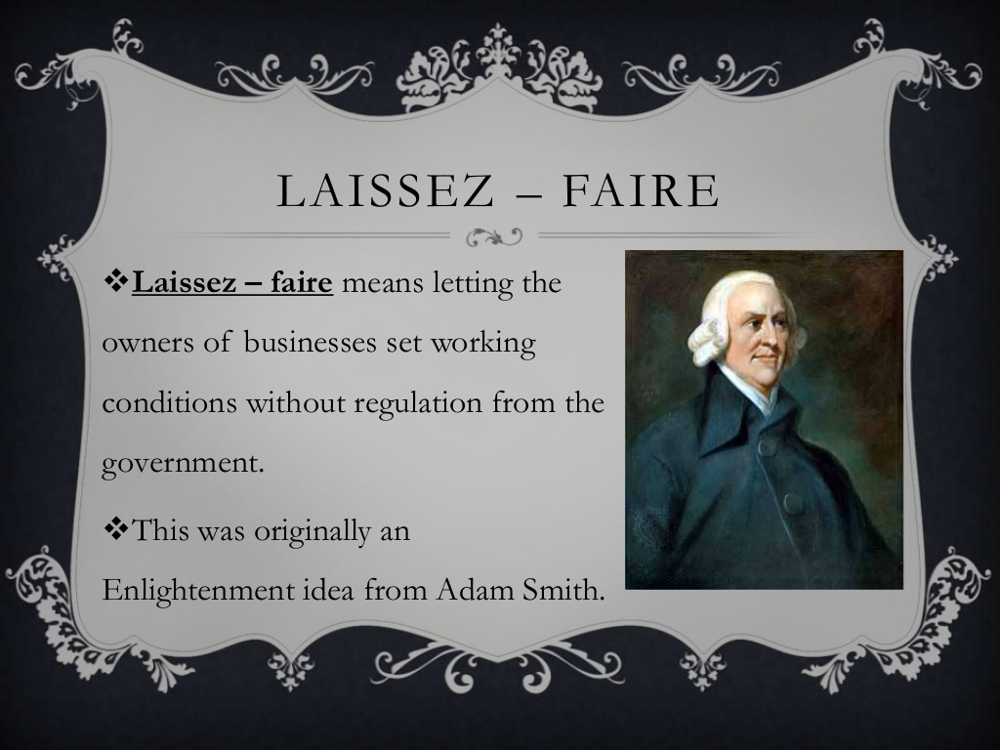 LAISSEZ – FAIRE
❖Laissez – faire means letting the
owners of businesses set working
conditions without regulation from the
government.
❖This was originally an
Enlightenment idea from Adam Smith.